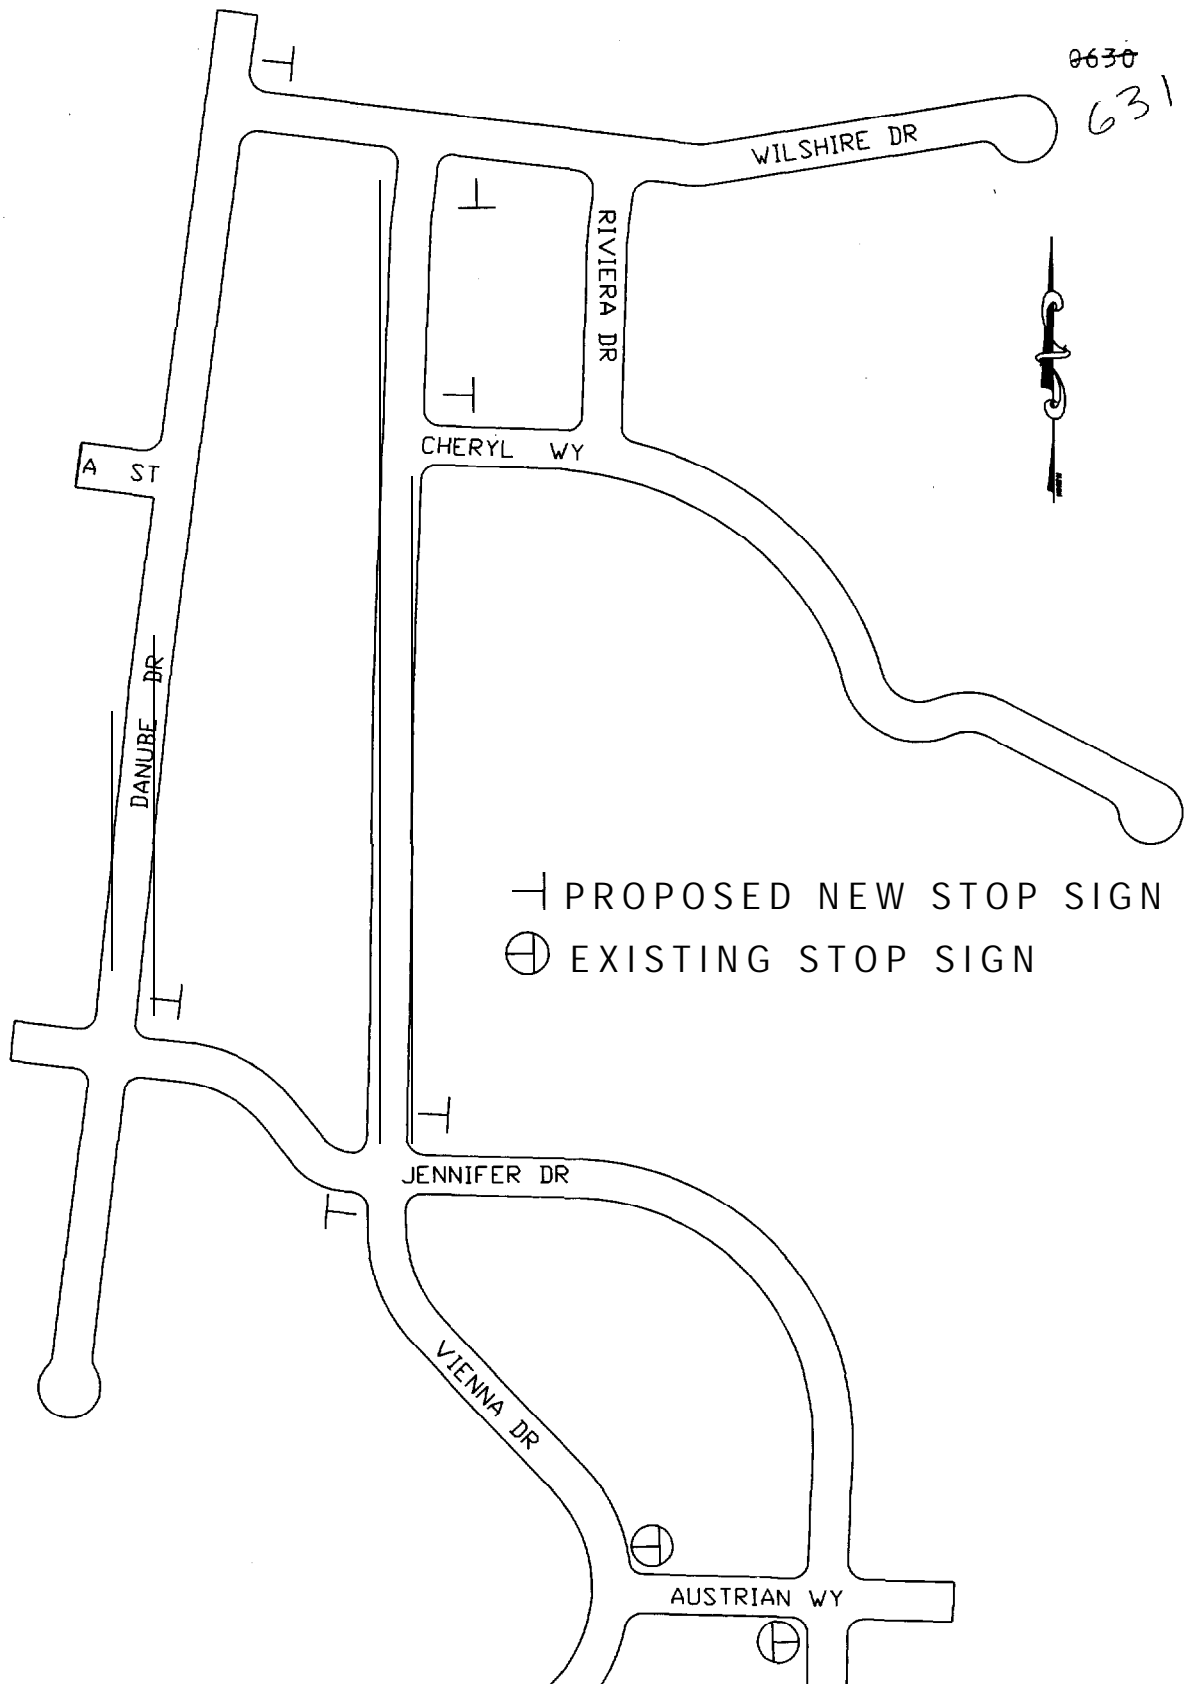 0630
631
WILSHIRE DR
RIVIERA DR
CHERYL WY
A ST
DANUBE DR
PROPOSED NEW STOP SIGN
EXISTING STOP SIGN
JENNIFER DR
VIENNA DR
AUSTRIAN WY